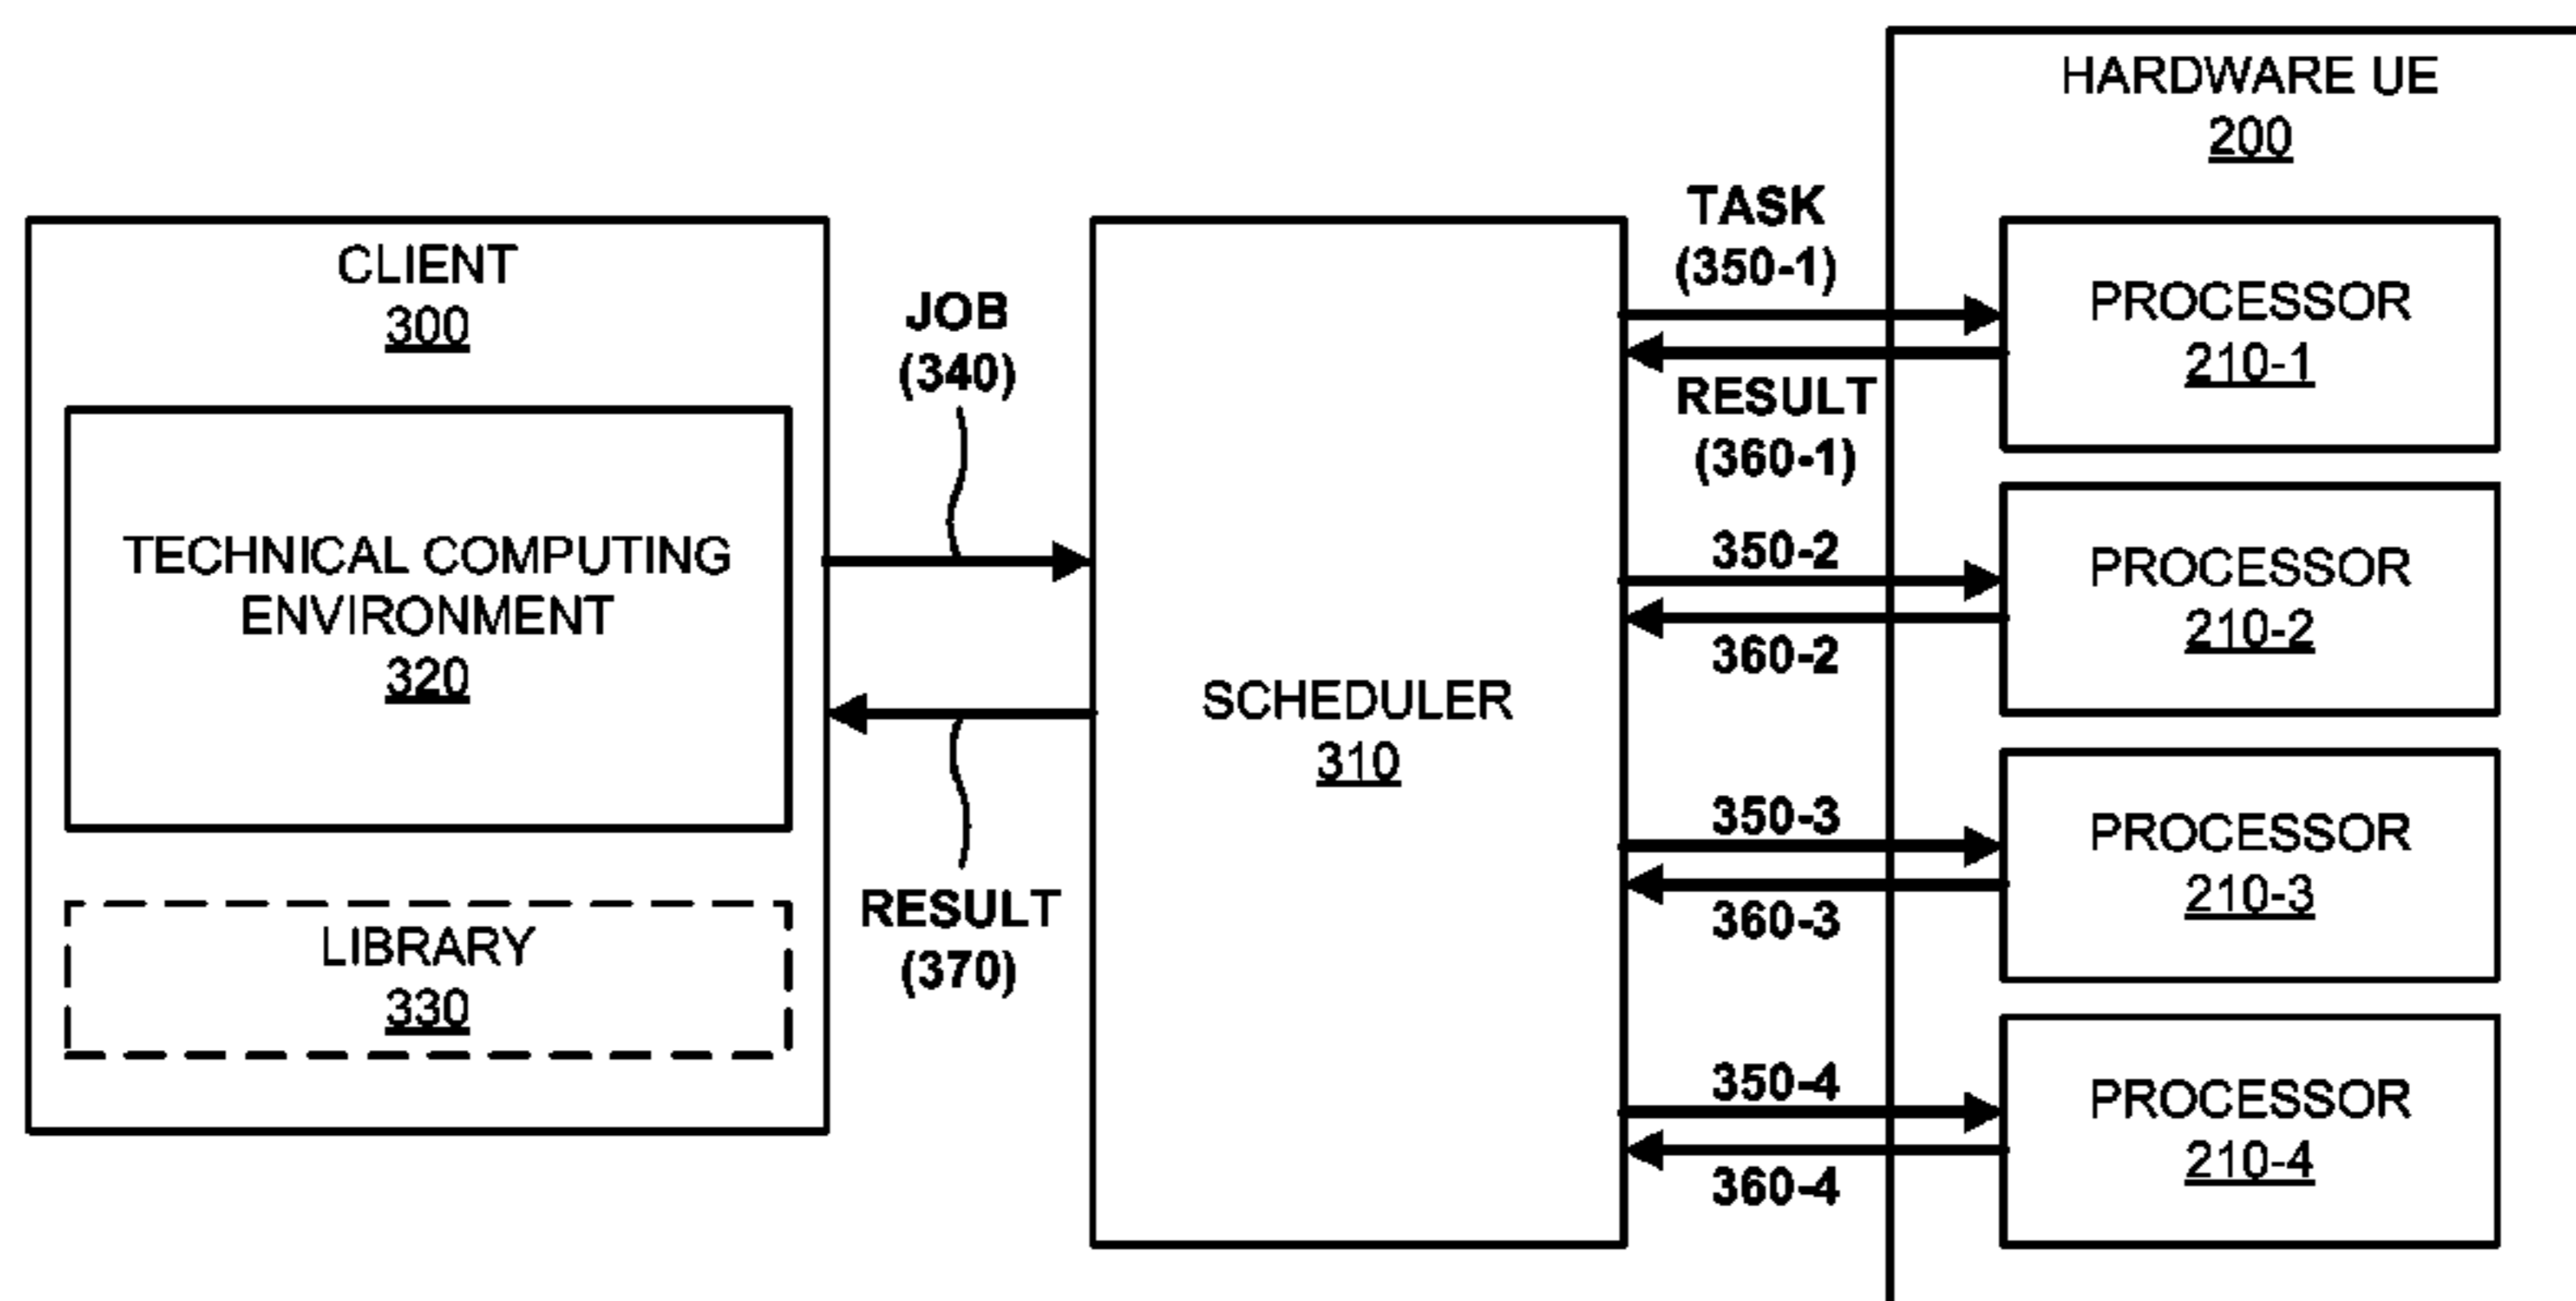 CLIENT
300
TECHNICAL COMPUTING
ENVIRONMENT
320
LIBRARY
330
JOB
(340)
RESULT
(370)
SCHEDULER
310
TASK
(350-1)
RESULT
(360-1)
350-2
360-2
350-3
360-3
350-4
360-4
HARDWARE UE
200
PROCESSOR
210-1
PROCESSOR
210-2
PROCESSOR
210-3
PROCESSOR
210-4